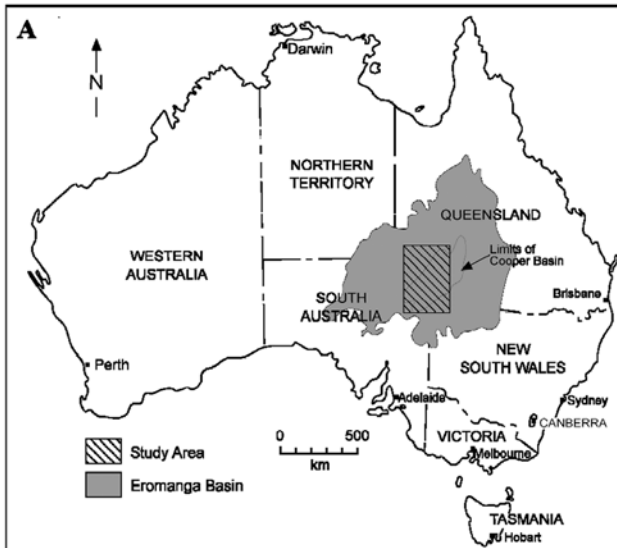 A
N
Darwin
NORTHERN
TERRITORY
QUEENSLAND
WESTERN
AUSTRALIA
Limits of
Cooper Basin
SOUTH
AUSTRALIA
Brisbane
Perth
NEW
SOUTH WALES
Adelaide
Sydney
CANBERRA
0 500
km
VICTORIA
Melbourne
Study Area
Eromanga Basin
TASMANIA
Hobart